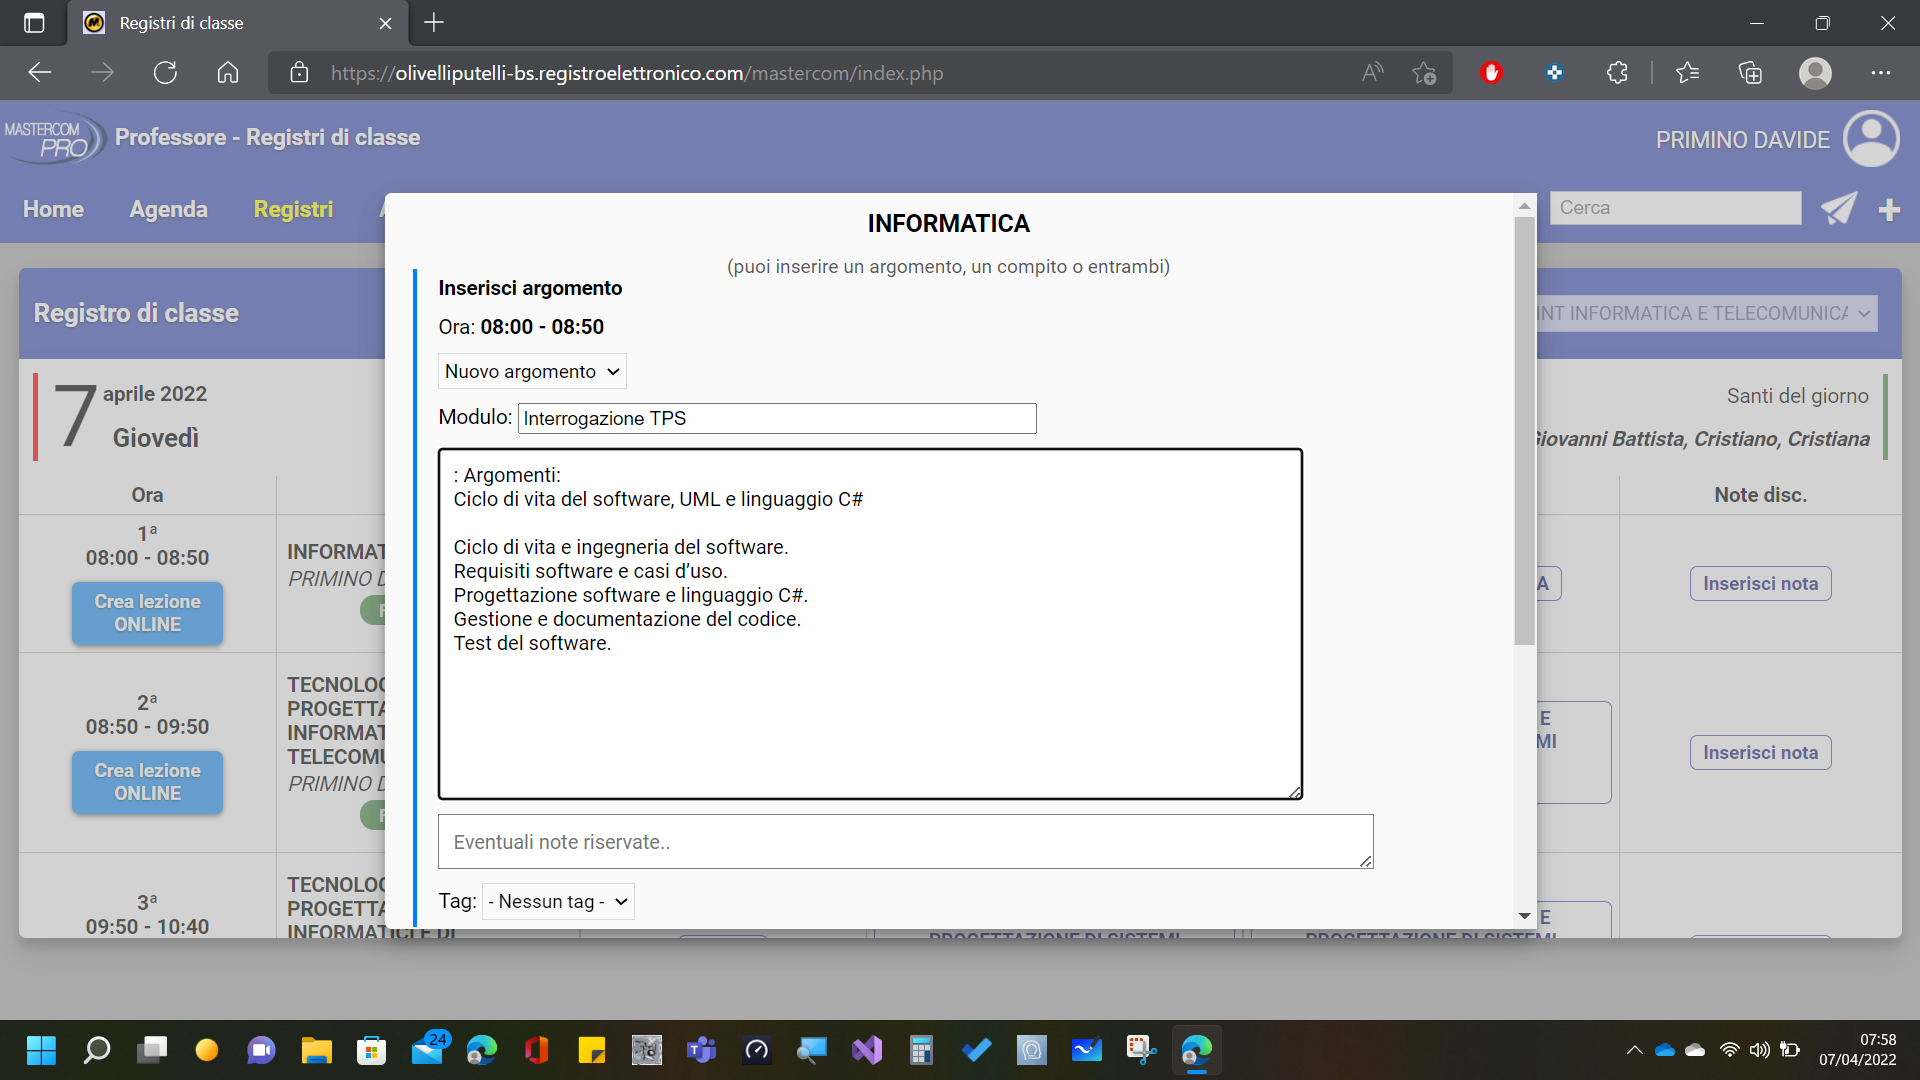 Registri di classe
https://olivelliputelli-bs.registroelettronico.com/mastercom/index.php
MASTERCOM PRO
Professore - Registri di classe
PRIMINO DAVIDE
Home Agenda Registri
Cerca
INFORMATICA
(puoi inserire un argomento, un compito o entrambi)
Inserisci argomento
Ora: 08:00 - 08:50
Nuovo argomento
Modulo: Interrogazione TPS
: Argomenti:
Ciclo di vita del software, UML e linguaggio C#
Ciclo di vita e ingegneria del software.
Requisiti software e casi d’uso.
Progettazione software e linguaggio C#.
Gestione e documentazione del codice.
Test del software.
Eventuali note riservate..
Tag: - Nessun tag -
Registro di classe
INT INFORMATICA E TELECOMUNICA
7 aprile 2022
Giovedì
Santi del giorno
Giovanni Battista, Cristiano, Cristiana
Ora
Note disc.
1ª
08:00 - 08:50
Crea lezione
ONLINE
INFORMAT
PRIMINO D
F
A
Inserisci nota
2ª
08:50 - 09:50
Crea lezione
ONLINE
TECNOLOG
PROGETTA
INFORMAT
TELECOMU
PRIMINO D
F
E
MI
Inserisci nota
3ª
09:50 - 10:40
TECNOLOG
PROGETTA
INFORMATICI E DI
PROGETTAZIONE DI SISTEMI
PROGETTAZIONE DI SISTEMI
E
24
07:58
07/04/2022